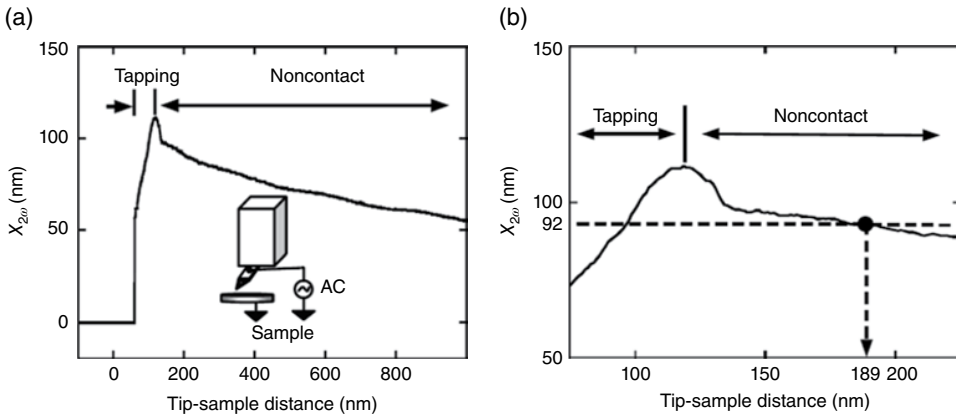 (a)
150
100
50
0
X2ω (nm)
Tapping
Noncontact
AC
Sample
0 200 400 600 800
Tip-sample distance (nm)
(b)
150
100
92
50
X2ω (nm)
Tapping
Noncontact
100 150 189 200
Tip-sample distance (nm)